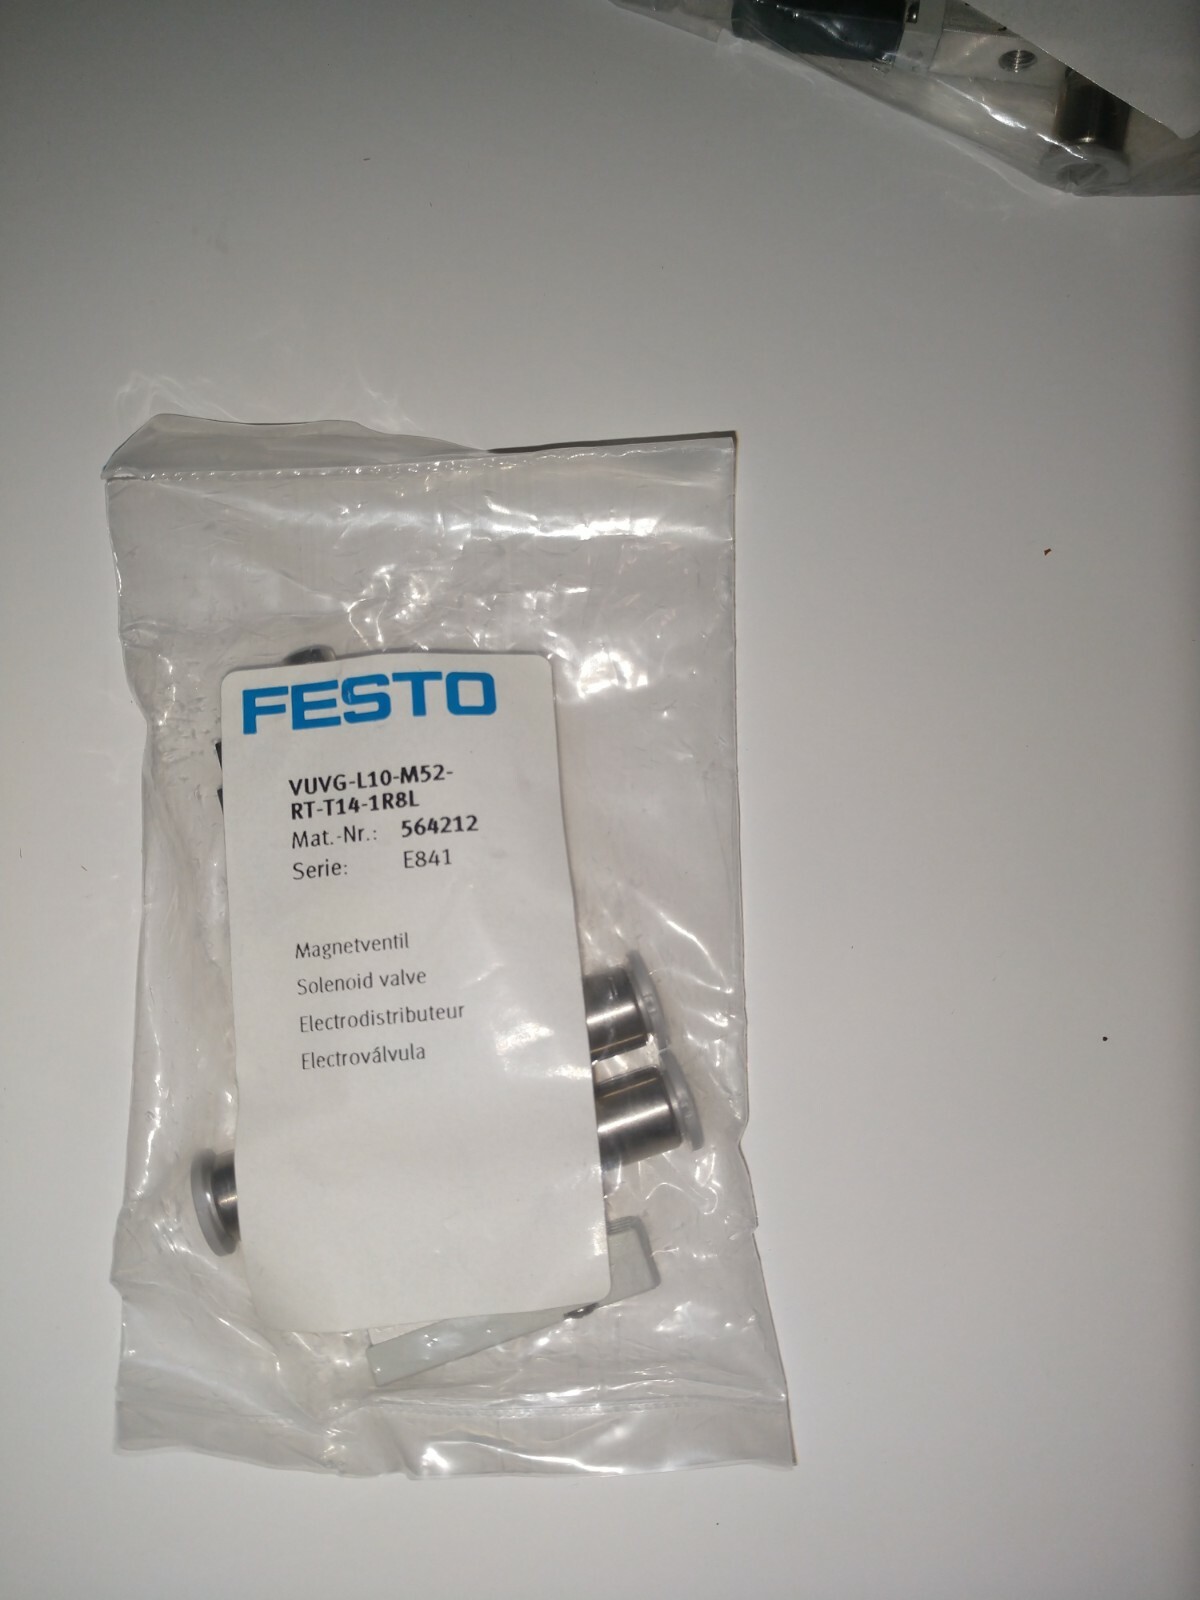 FESTO
VUVG-L10-M52-
RT-T14-1R8L
Mat.-Nr.: 564212
Serie: E841
Magnetventil
Solenoid valve
Electrodistributeur
Electroválvula